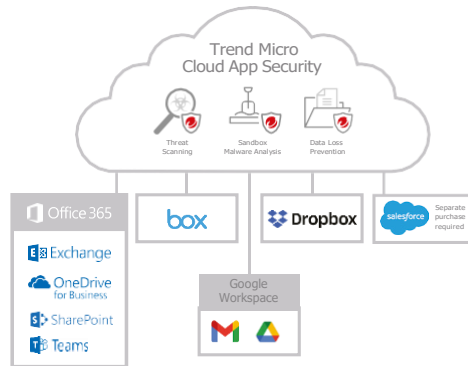 Trend Micro
Cloud App Security
Threat
Scanning
Sandbox
Malware Analysis
Data Loss
Prevention
Office 365
Exchange
OneDrive
for Business
SharePoint
Teams
box
Google
Workspace
Dropbox
salesforce
Separate
purchase
required